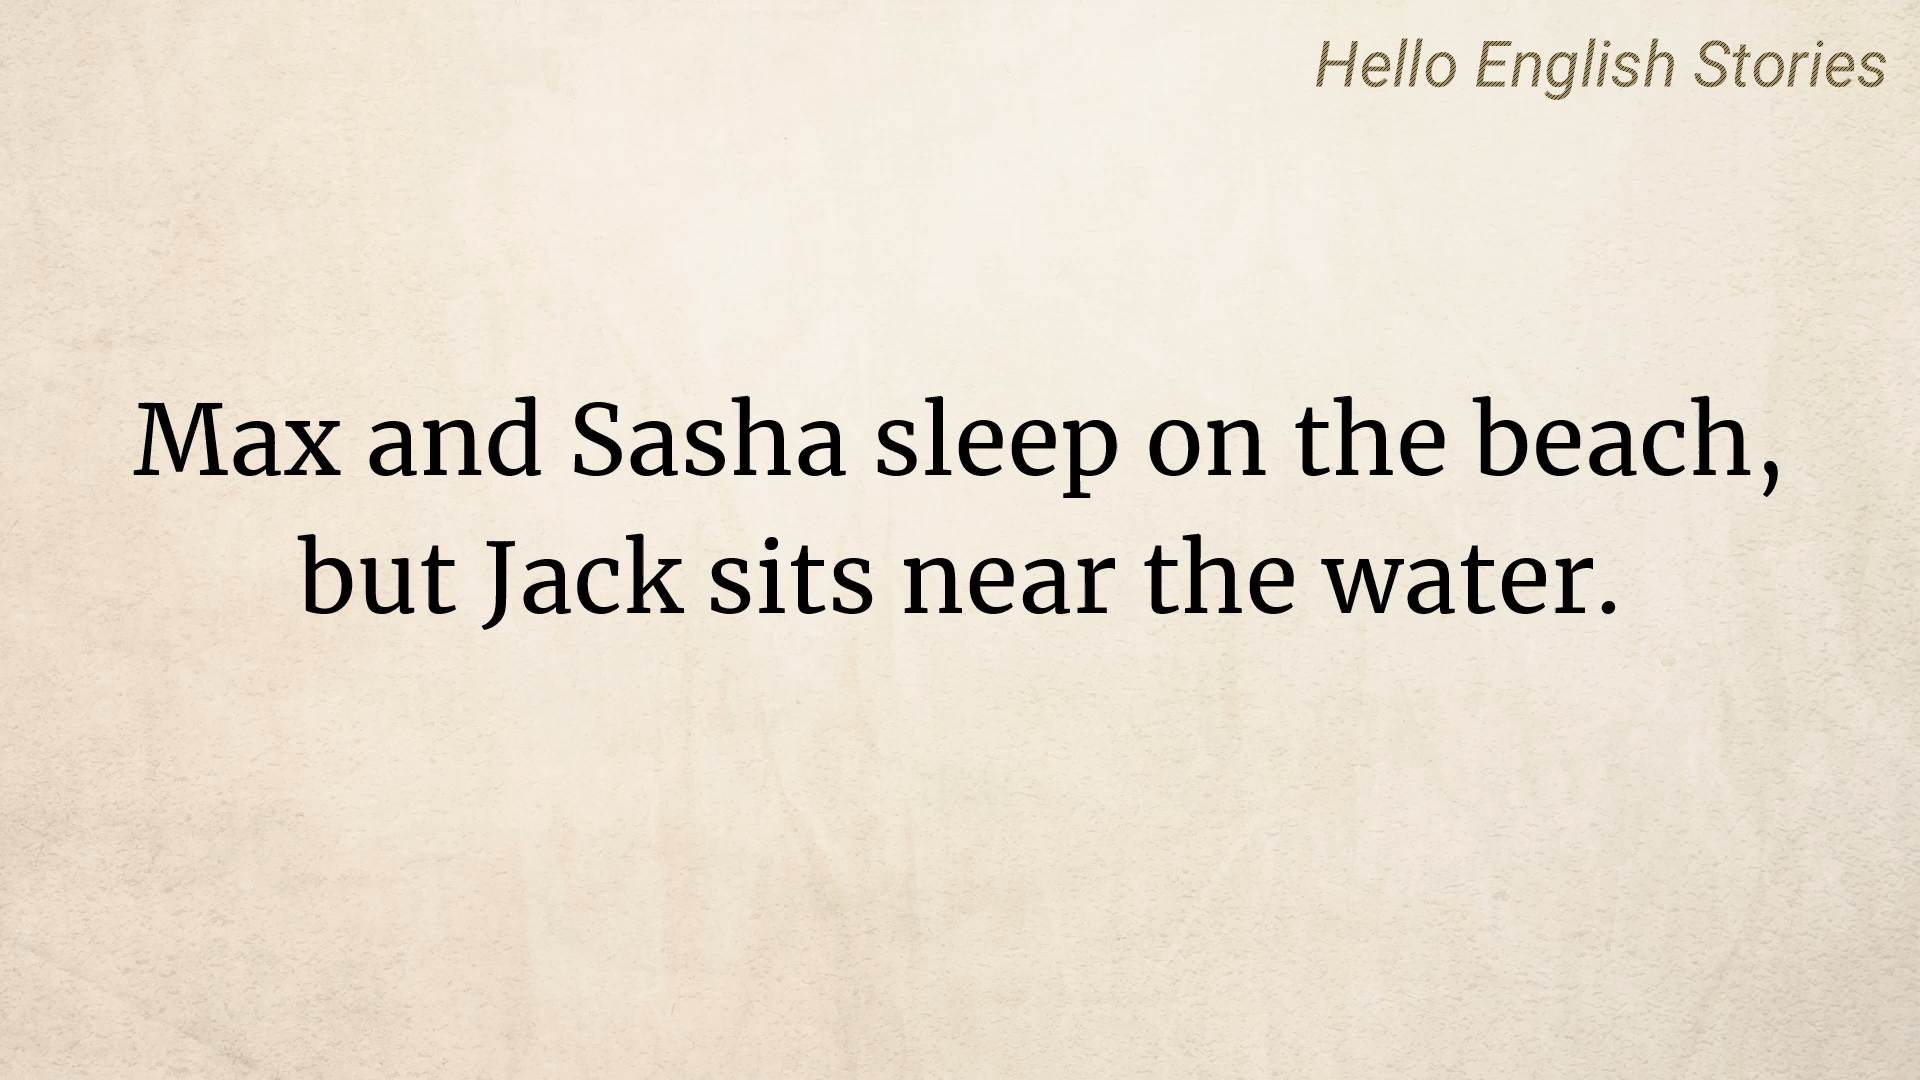 Hello English Stories
Max and Sasha sleep on the beach,
but Jack sits near the water.